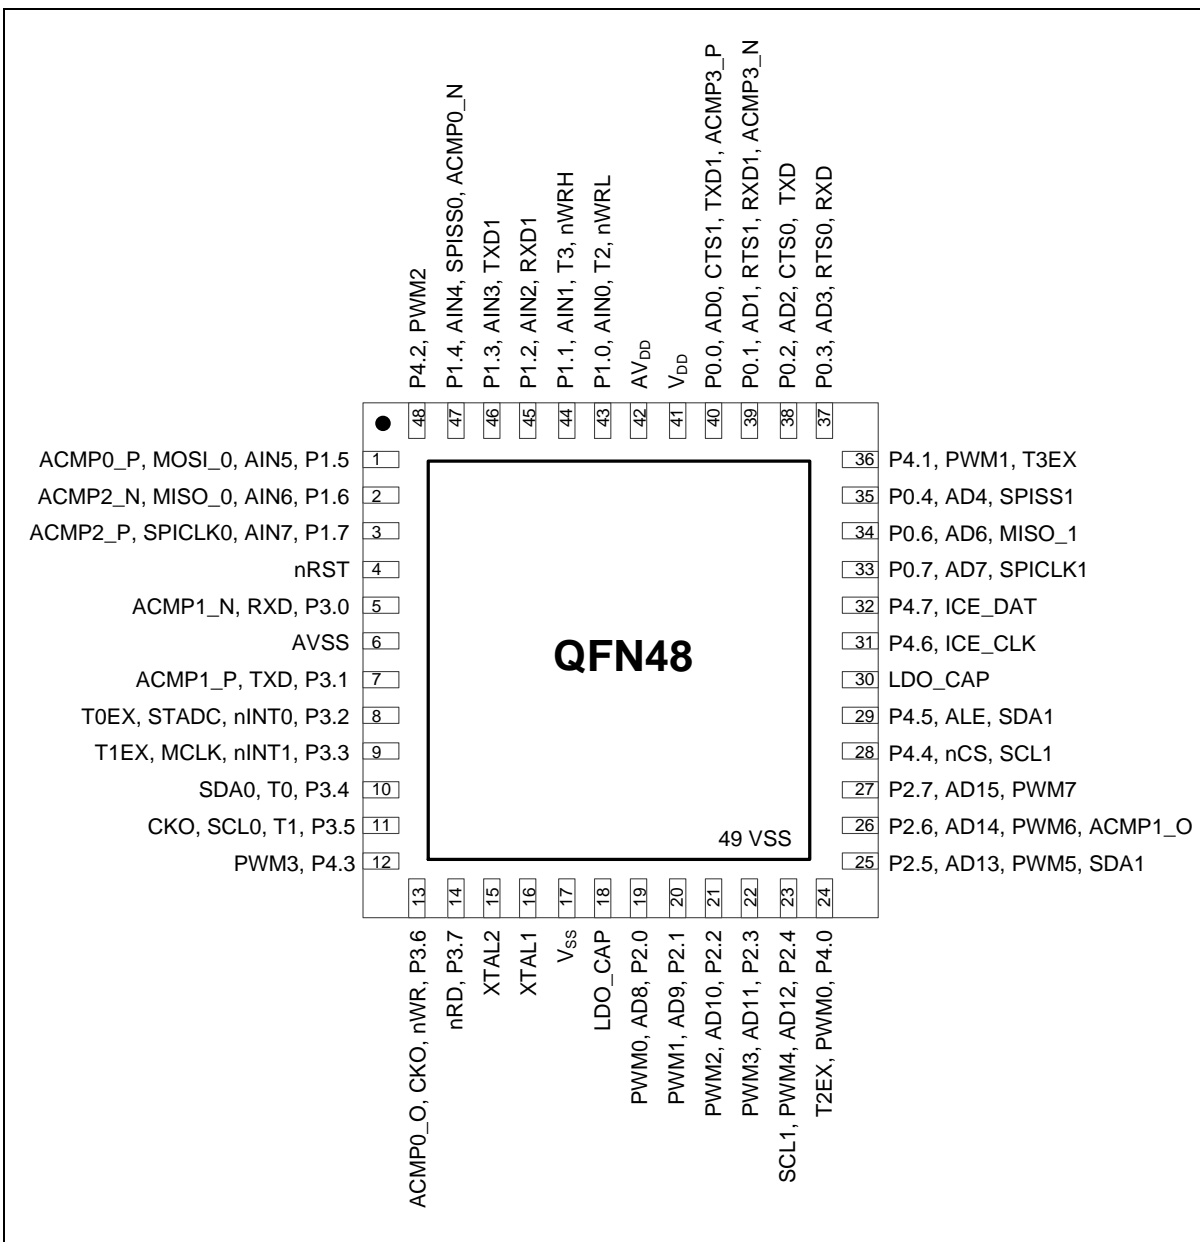 P4.2, PWM2
P1.4, AIN4, SPISS0, ACMP0_N
P1.3, AIN3, TXD1
P1.2, AIN2, RXD1
P1.1, AIN1, T3, nWRH
P1.0, AIN0, T2, nWRL
AVDD
VDD
P0.0, AD0, CTS1, TXD1, ACMP3_P
P0.1, AD1, RTS1, RXD1, ACMP3_N
P0.2, AD2, CTS0, TXD
P0.3, AD3, RTS0, RXD
48
47
46
45
44
43
42
41
40
39
38
37
ACMP0_P, MOSI_0, AIN5, P1.5 1
ACMP2_N, MISO_0, AIN6, P1.6 2
ACMP2_P, SPICLK0, AIN7, P1.7 3
nRST 4
ACMP1_N, RXD, P3.0 5
AVSS 6
ACMP1_P, TXD, P3.1 7
T0EX, STADC, nINT0, P3.2 8
T1EX, MCLK, nINT1, P3.3 9
SDA0, T0, P3.4 10
CKO, SCL0, T1, P3.5 11
PWM3, P4.3 12
QFN48
49 VSS
36 P4.1, PWM1, T3EX
35 P0.4, AD4, SPISS1
34 P0.6, AD6, MISO_1
33 P0.7, AD7, SPICLK1
32 P4.7, ICE_DAT
31 P4.6, ICE_CLK
30 LDO_CAP
29 P4.5, ALE, SDA1
28 P4.4, nCS, SCL1
27 P2.7, AD15, PWM7
26 P2.6, AD14, PWM6, ACMP1_O
25 P2.5, AD13, PWM5, SDA1
13
14
15
16
17
18
19
20
21
22
23
24
ACMP0_O, CKO, nWR, P3.6
nRD, P3.7
XTAL2
XTAL1
VSS
LDO_CAP
PWM0, AD8, P2.0
PWM1, AD9, P2.1
PWM2, AD10, P2.2
PWM3, AD11, P2.3
SCL1, PWM4, AD12, P2.4
T2EX, PWM0, P4.0